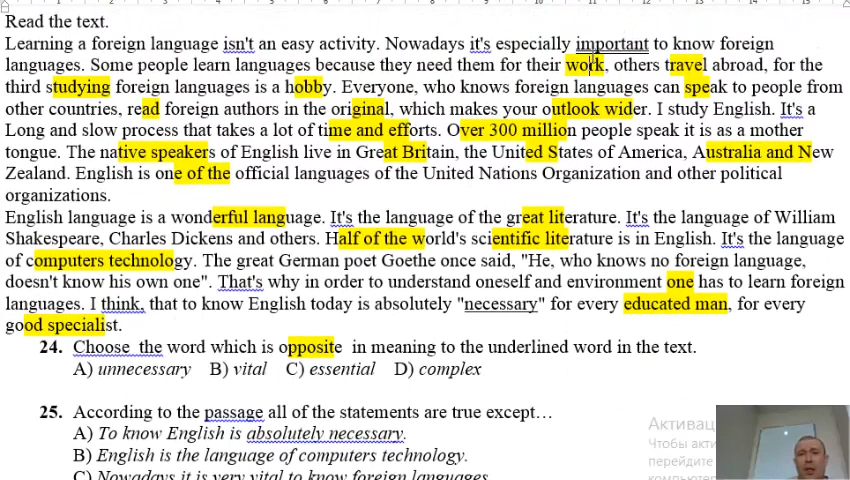 Read the text.
Learning a foreign language isn't an easy activity. Nowadays it's especially important to know foreign
languages. Some people learn languages because they need them for their work, others travel abroad, for the
third studying foreign languages is a hobby. Everyone, who knows foreign languages can speak to people from
other countries, read foreign authors in the original, which makes your outlook wider. I study English. It's a
Long and slow process that takes a lot of time and efforts. Over 300 million people speak it is as a mother
tongue. The native speakers of English live in Great Britain, the United States of America, Australia and New
Zealand. English is one of the official languages of the United Nations Organization and other political
organizations.
English language is a wonderful language. It's the language of the great literature. It's the language of William
Shakespeare, Charles Dickens and others. Half of the world's scientific literature is in English. It's the language
of computers technology. The great German poet Goethe once said, "He, who knows no foreign language,
doesn't know his own one". That's why in order to understand oneself and environment one has to learn foreign
languages. I think, that to know English today is absolutely "necessary" for every educated man, for every
good specialist.
24. Choose the word which is opposite in meaning to the underlined word in the text.
A) unnecessary B) vital C) essential D) complex
25. According to the passage all of the statements are true except…
A) To know English is absolutely necessary.
B) English is the language of computers technology.
C) Nowadays it is very vital to know foreign languages